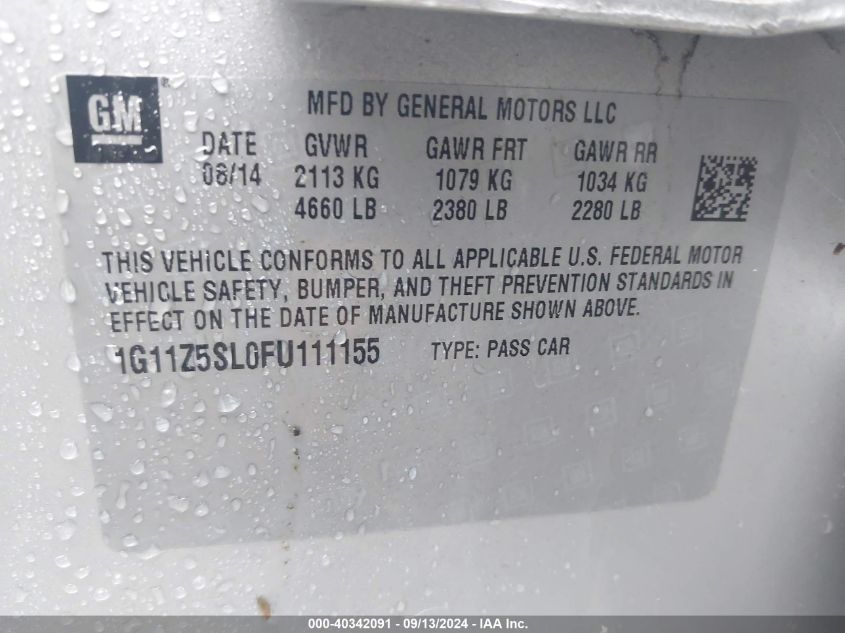 GM
MFD BY GENERAL MOTORS LLC
DATE GVWR GAWR FRT GAWR RR
08/14 2113 KG 1079 KG 1034 KG
4660 LB 2380 LB 2280 LB
THIS VEHICLE CONFORMS TO ALL APPLICABLE U.S. FEDERAL MOTOR
VEHICLE SAFETY, BUMPER, AND THEFT PREVENTION STANDARDS IN
EFFECT ON THE DATE OF MANUFACTURE SHOWN ABOVE.
1G11Z5SL0FU111155 TYPE: PASS CAR
000-40342091 - 09/13/2024 - IAA Inc.